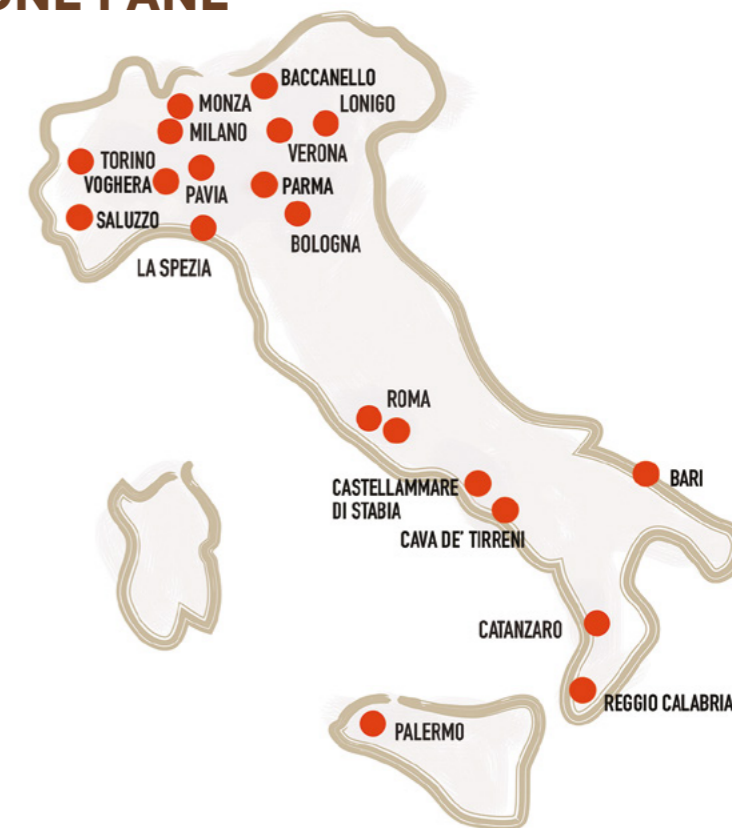 PANE
BACCANELLO
MONZA
LONIGO
MILANO
VERONA
TORINO
VOGHERA
PAVIA
PARMA
SALUZZO
BOLOGNA
LA SPEZIA
ROMA
BARI
CASTELLAMMARE
DI STABIA
CAVA DE’ TIRRENI
CATANZARO
REGGIO CALABRIA
PALERMO